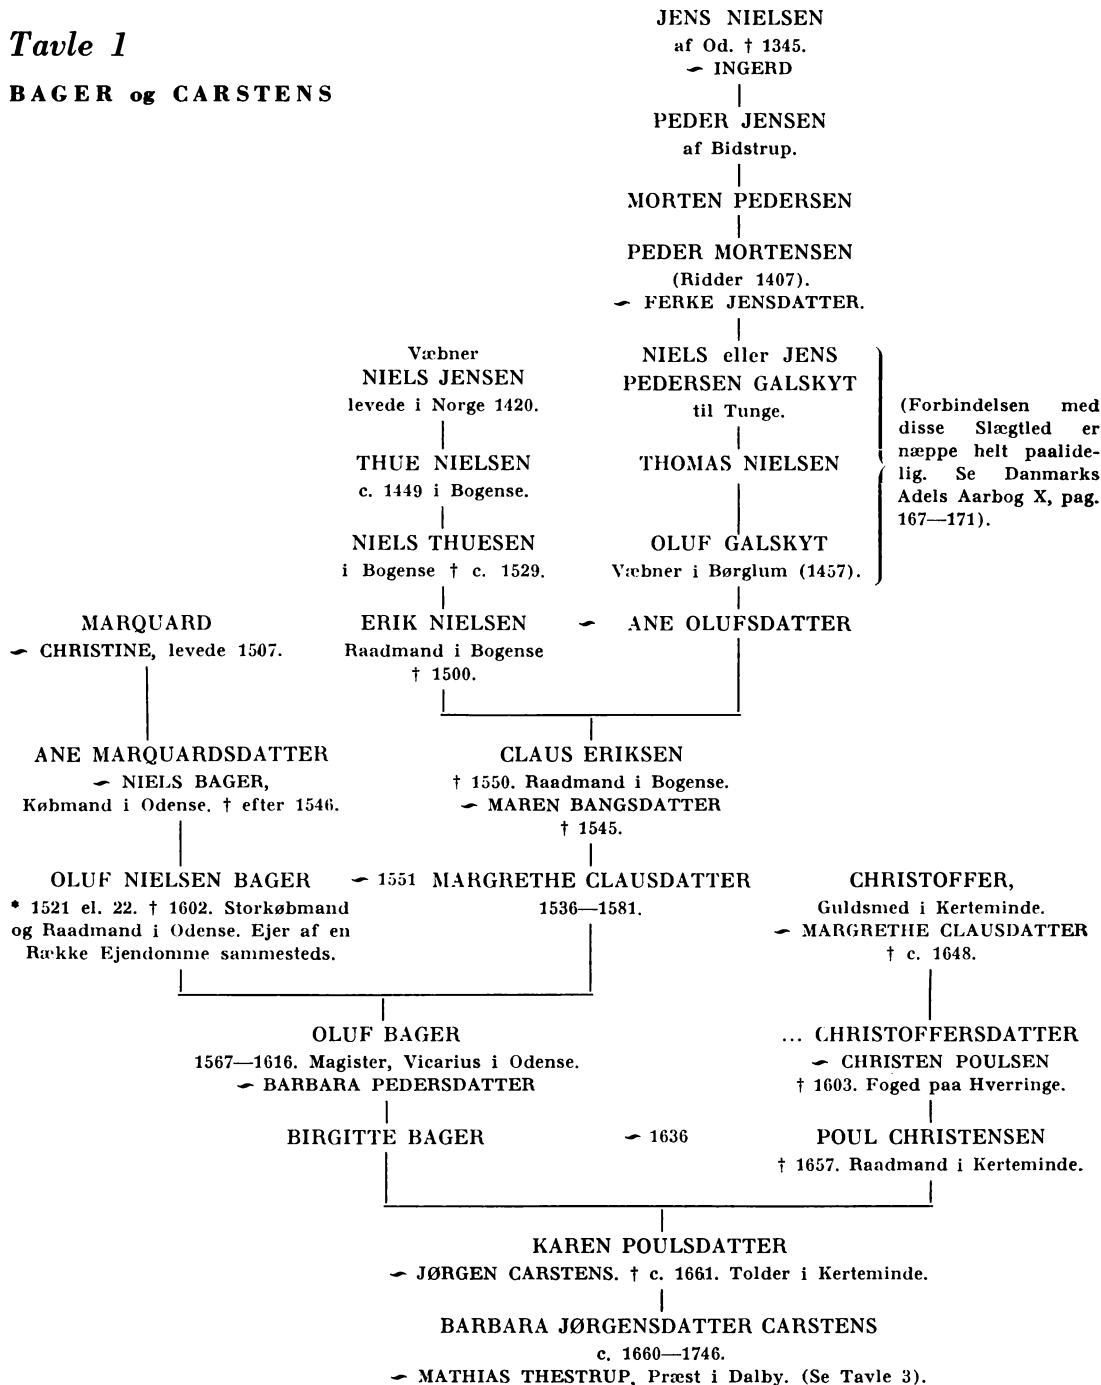 Tavle 1
BAGER og CARSTENS
JENS NIELSEN
af Od. † 1345.
⚭ INGERD
PEDER JENSEN
af Bidstrup.
MORTEN PEDERSEN
PEDER MORTENSEN
(Ridder 1407).
⚭ FERKE JENSDATTER.
NIELS eller JENS
PEDERSEN GALSKYT
til Tunge.
THOMAS NIELSEN
OLUF GALSKYT
Væbner i Børglum (1457).
(Forbindelsen med
disse Slægtled er
næppe helt paalide-
lig. Se Danmarks
Adels Aarbog X, pag.
167—171).
Væbner
NIELS JENSEN
levede i Norge 1420.
THUE NIELSEN
c. 1449 i Bogense.
NIELS THUESEN
i Bogense † c. 1529.
MARQUARD
⚭ CHRISTINE, levede 1507.
ERIK NIELSEN
Raadmand i Bogense
† 1500.
⚭ ANE OLUFSDATTER
ANE MARQUARDSDATTER
⚭ NIELS BAGER,
Købmand i Odense. † efter 1546.
CLAUS ERIKSEN
† 1550. Raadmand i Bogense.
⚭ MAREN BANGSDATTER
† 1545.
OLUF NIELSEN BAGER
* 1521 el. 22. † 1602. Storkøbmand
og Raadmand i Odense. Ejer af en
Række Ejendomme sammesteds.
⚭ 1551 MARGRETHE CLAUSDATTER
1536—1581.
CHRISTOFFER,
Guldsmed i Kerteminde.
⚭ MARGRETHE CLAUSDATTER
† c. 1648.
OLUF BAGER
1567—1616. Magister, Vicarius i Odense.
⚭ BARBARA PEDERSDATTER
... CHRISTOFFERSDATTER
⚭ CHRISTEN POULSEN
† 1603. Foged paa Hverringe.
BIRGITTE BAGER
⚭ 1636
POUL CHRISTENSEN
† 1657. Raadmand i Kerteminde.
KAREN POULSDATTER
⚭ JØRGEN CARSTENS. † c. 1661. Tolder i Kerteminde.
BARBARA JØRGENSDATTER CARSTENS
c. 1660—1746.
⚭ MATHIAS THESTRUP, Præst i Dalby. (Se Tavle 3).